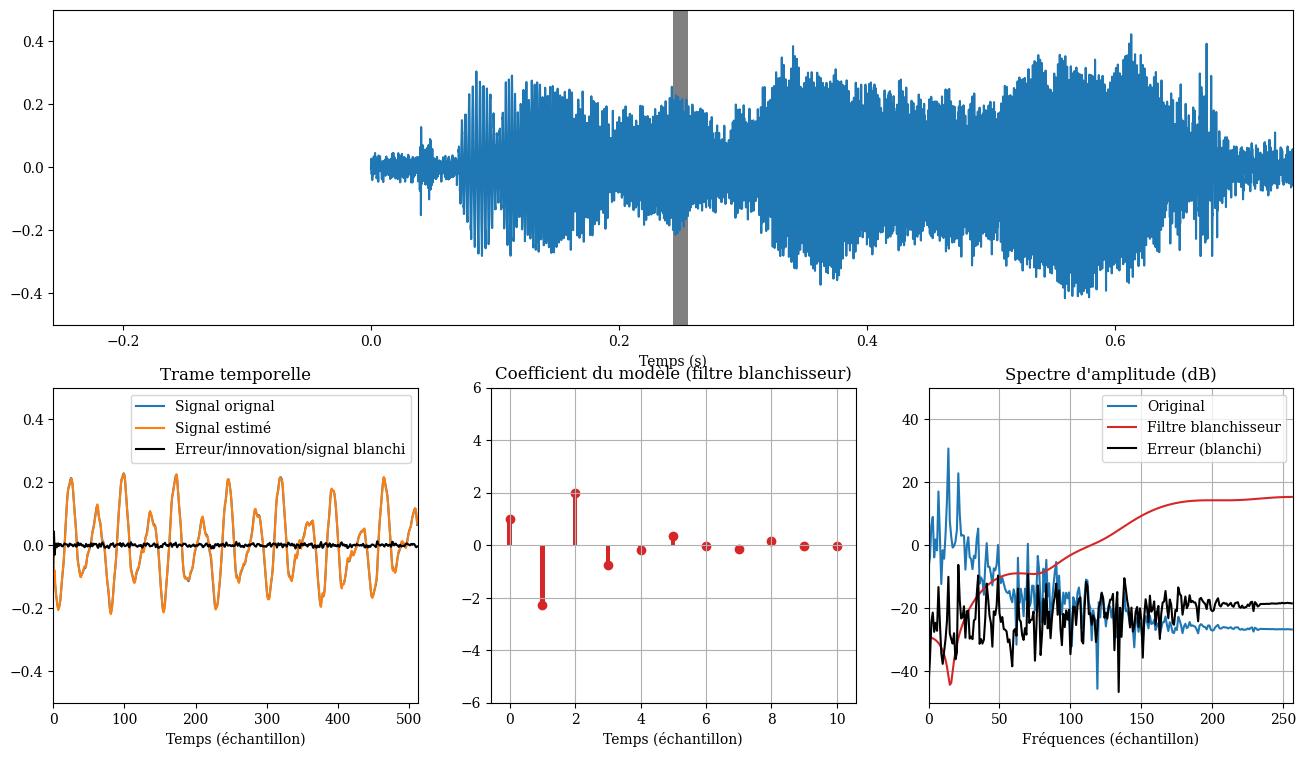 0.4
0.2
0.0
−0.2
−0.4
−0.2 0.0 0.2 0.4 0.6
Temps (s)
Trame temporelle
0.4
0.2
0.0
−0.2
−0.4
Signal orignal
Signal estimé
Erreur/innovation/signal blanchi
0 100 200 300 400 500
Temps (échantillon)
Coefficient du modèle (filtre blanchisseur)
6
4
2
0
−2
−4
−6
0 2 4 6 8 10
Temps (échantillon)
Spectre d'amplitude (dB)
40
20
0
−20
−40
Original
Filtre blanchisseur
Erreur (blanchi)
0 50 100 150 200 250
Fréquences (échantillon)